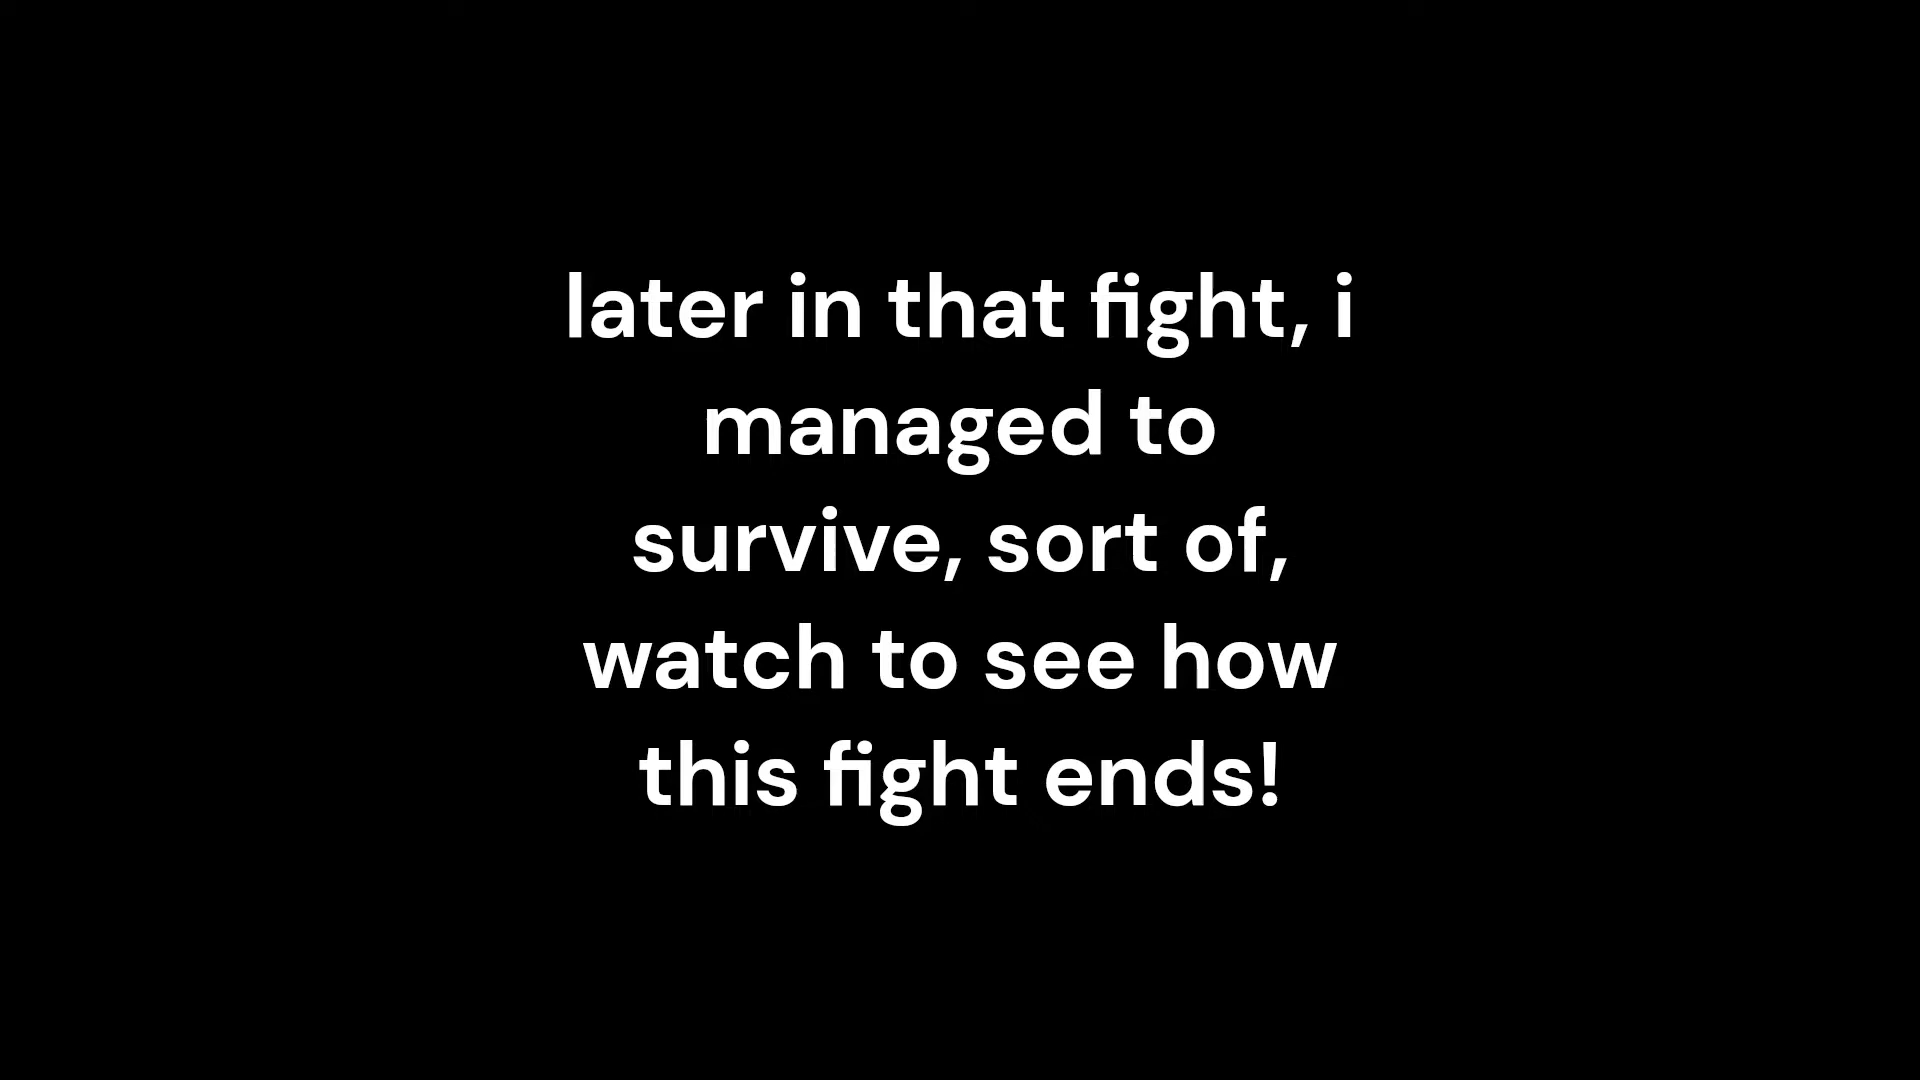 later in that fight, i
managed to
survive, sort of,
watch to see how
this fight ends!